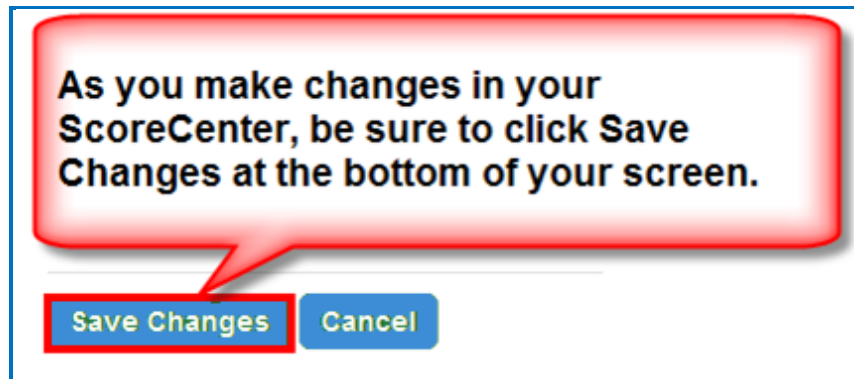 As you make changes in your
ScoreCenter, be sure to click Save
Changes at the bottom of your screen.
Save Changes Cancel